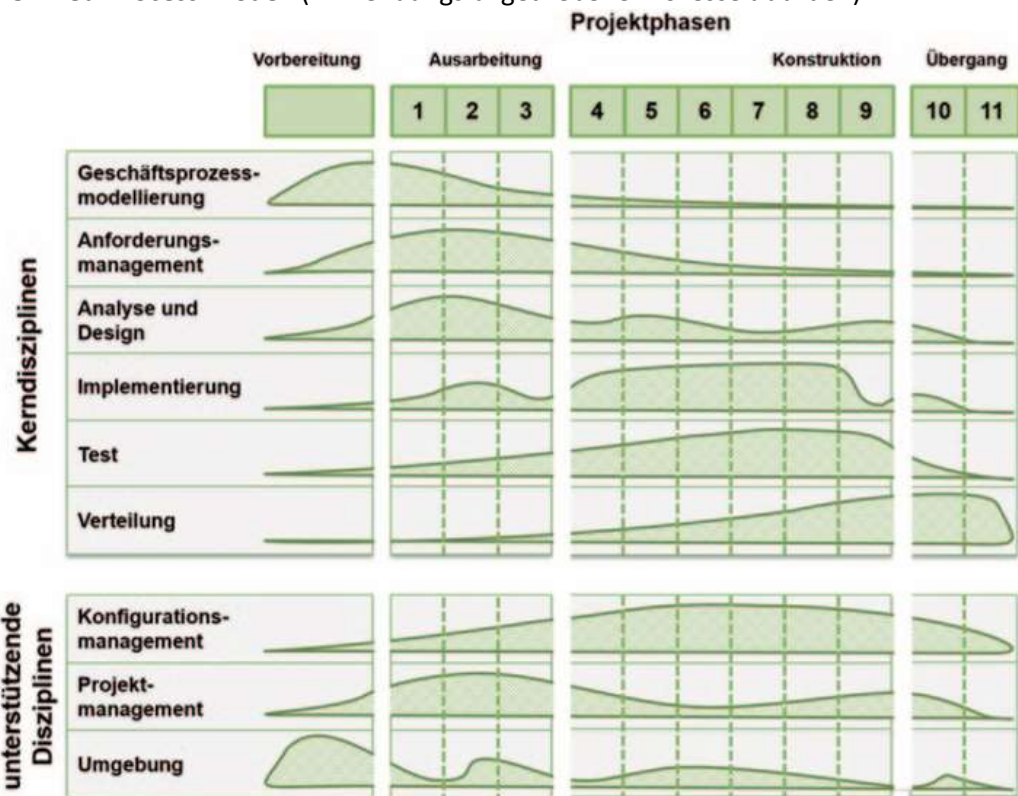 Projektphasen
Vorbereitung Ausarbeitung Konstruktion Übergang
1 2 3 4 5 6 7 8 9 10 11
Kerndisziplinen
Geschäftsprozess-
modellierung
Anforderungs-
management
Analyse und
Design
Implementierung
Test
Verteilung
unterstützende
Disziplinen
Konfigurations-
management
Projekt-
management
Umgebung